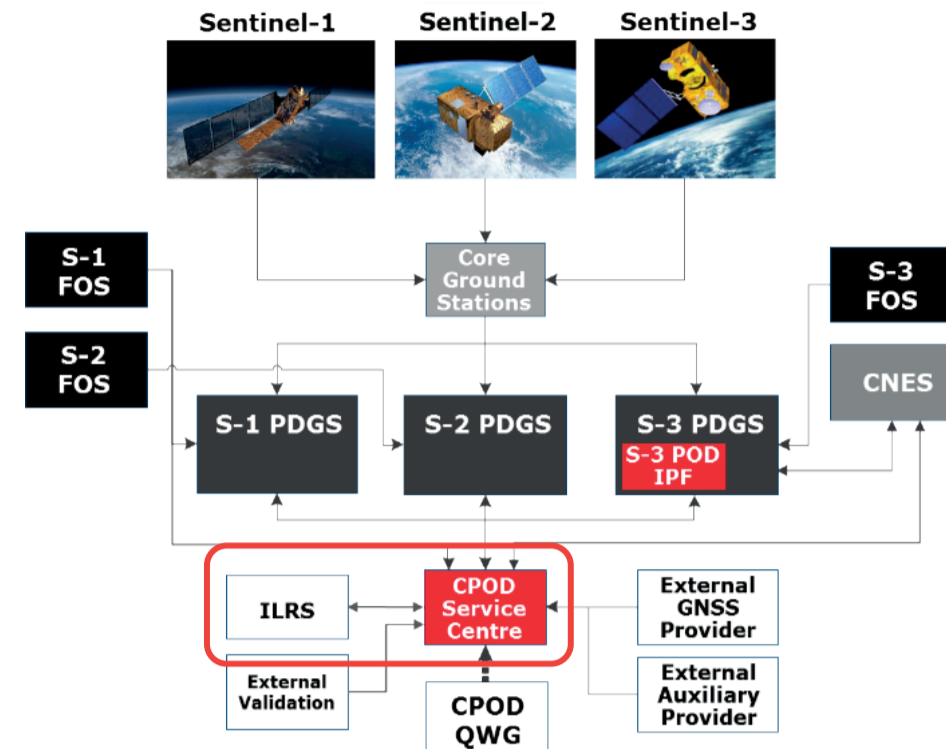 Sentinel-1
Sentinel-2
Sentinel-3
Core
Ground
Stations
S-1
FOS
S-2
FOS
S-3
FOS
CNES
S-1 PDGS
S-2 PDGS
S-3 PDGS
S-3 POD
IPF
ILRS
CPOD
Service
Centre
External
GNSS
Provider
External
Validation
CPOD
QWG
External
Auxiliary
Provider